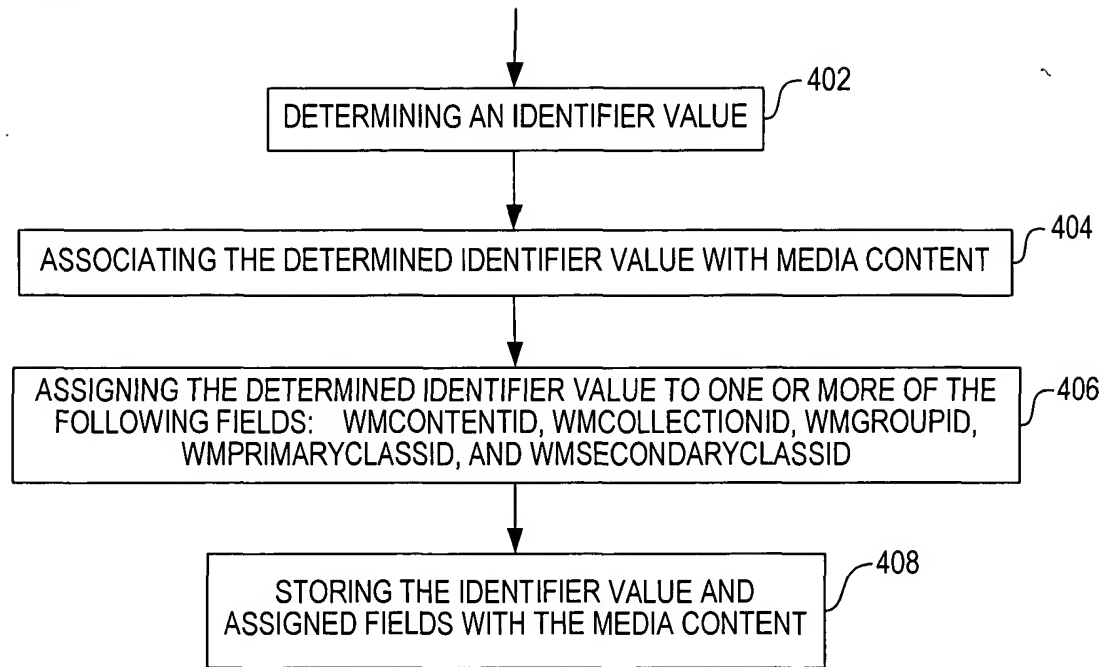 402
DETERMINING AN IDENTIFIER VALUE
404
ASSOCIATING THE DETERMINED IDENTIFIER VALUE WITH MEDIA CONTENT
406
ASSIGNING THE DETERMINED IDENTIFIER VALUE TO ONE OR MORE OF THE
FOLLOWING FIELDS: WMCONTENTID, WMCOLLECTIONID, WMGROUPID,
WMPRIMARYCLASSID, AND WMSECONDARYCLASSID
408
STORING THE IDENTIFIER VALUE AND
ASSIGNED FIELDS WITH THE MEDIA CONTENT